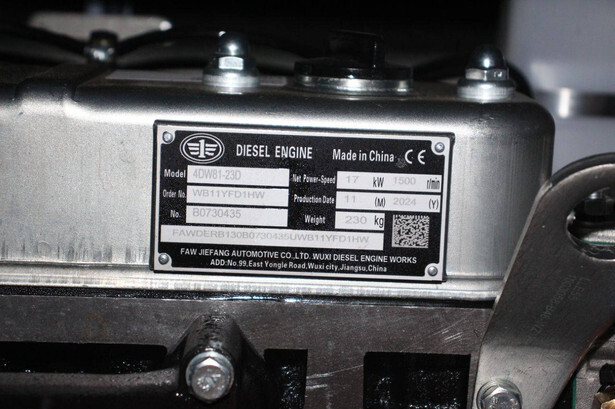 DIESEL ENGINE Made in China CE
Model 4DW81-23D Net Power-Speed 17 kW 1500 r/min
Order No. WB11YFD1HW Production Date 11 (M) 2024 (Y)
No. B0730435 Weight 230 kg
FAWDERB130B0730435UWB11YFD1HW
FAW JIEFANG AUTOMOTIVE CO.,LTD. WUXI DIESEL ENGINE WORKS
ADD:No.99,East Yongle Road,Wuxi city,Jiangsu,China